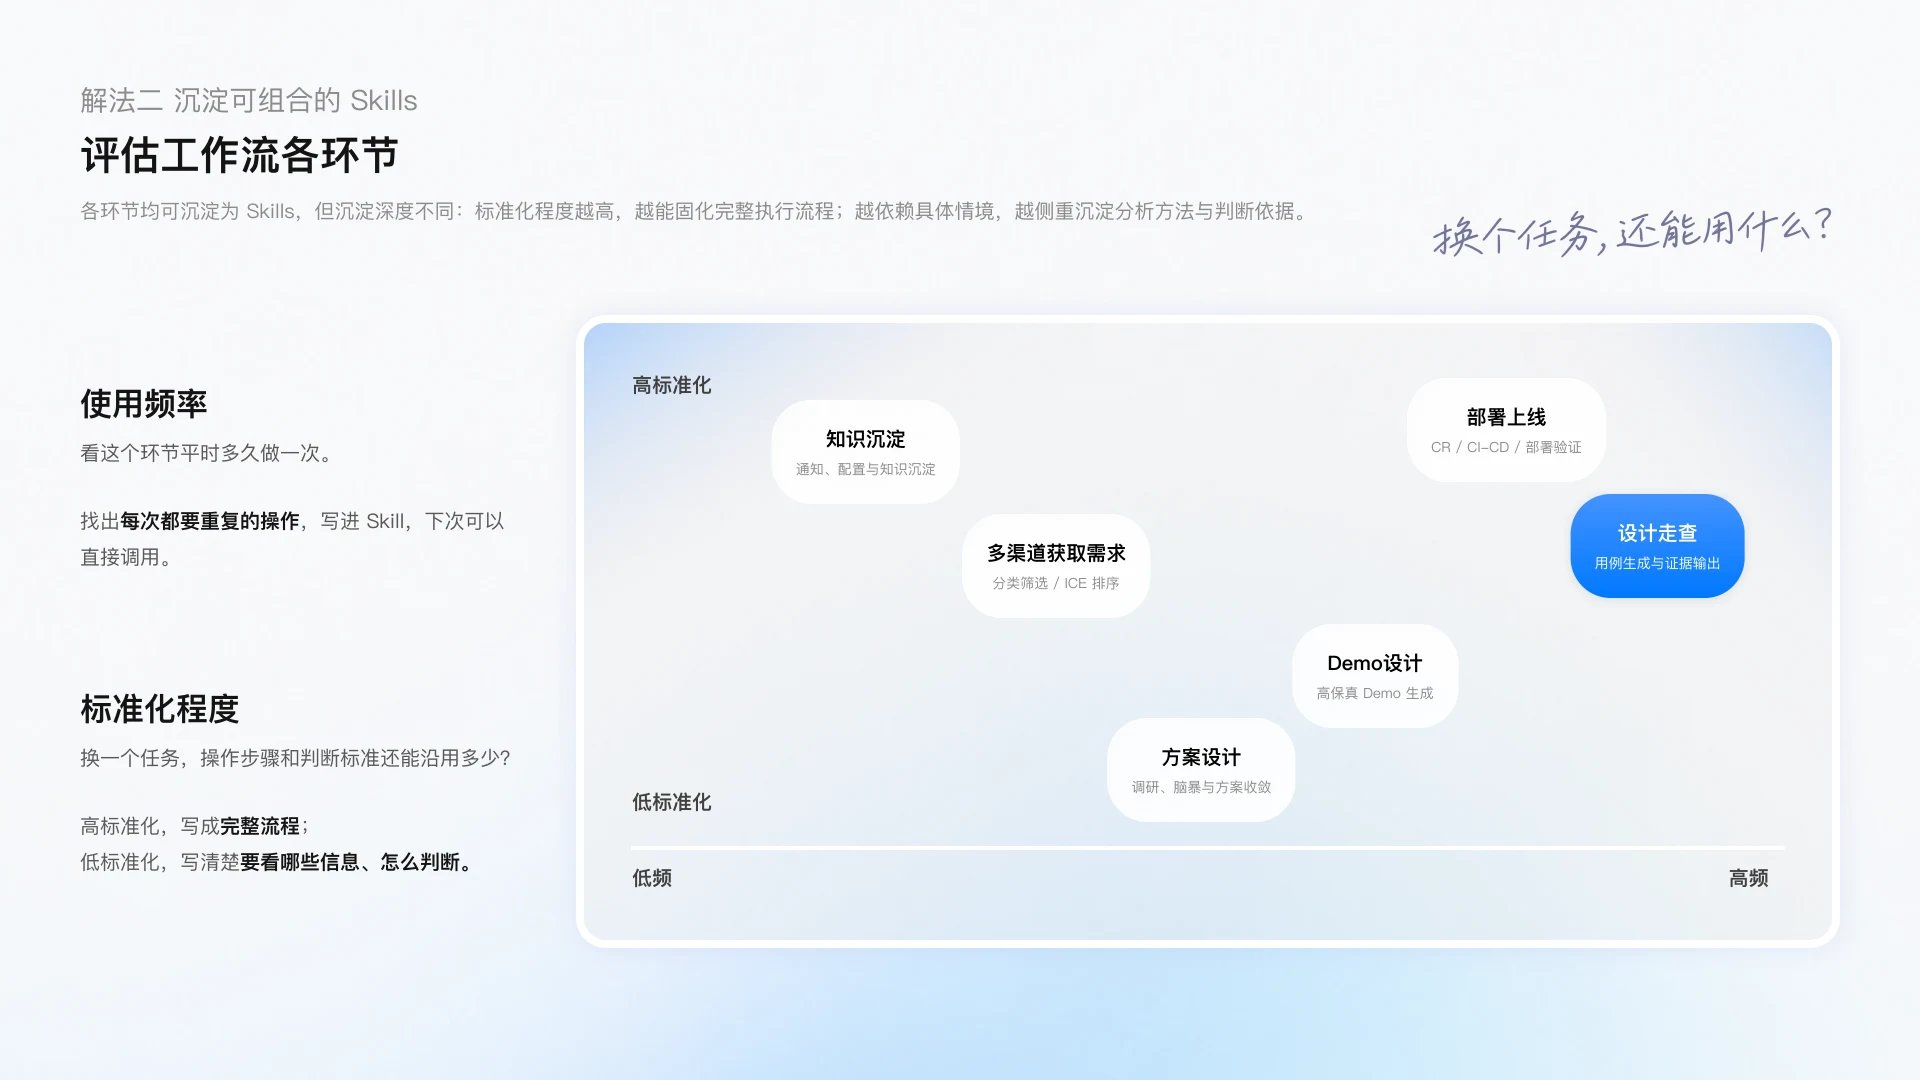 解法二 沉淀可组合的 Skills
评估工作流各环节
各环节均可沉淀为 Skills，但沉淀深度不同：标准化程度越高，越能固化完整执行流程；越依赖具体情境，越侧重沉淀分析方法与判断依据。
换个任务，还能用什么？
使用频率
看这个环节平时多久做一次。
找出每次都要重复的操作，写进 Skill，下次可以
直接调用。
标准化程度
换一个任务，操作步骤和判断标准还能沿用多少？
高标准化，写成完整流程；
低标准化，写清楚要看哪些信息、怎么判断。
高标准化
知识沉淀
通知、配置与知识沉淀
部署上线
CR / CI-CD / 部署验证
多渠道获取需求
分类筛选 / ICE 排序
设计走查
用例生成与证据输出
Demo设计
高保真 Demo 生成
方案设计
调研、脑暴与方案收敛
低标准化
低频
高频